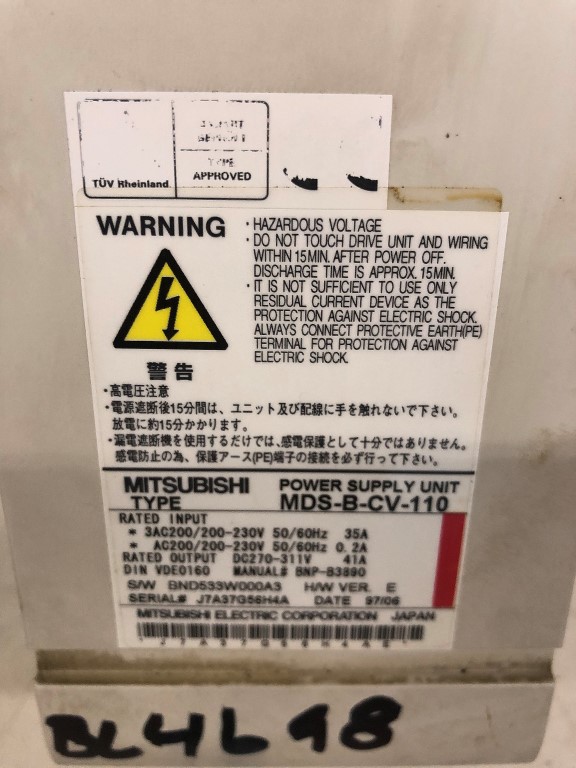 TÜV Rheinland
TYPE
APPROVED
WARNING
・HAZARDOUS VOLTAGE
・DO NOT TOUCH DRIVE UNIT AND WIRING
WITHIN 15MIN. AFTER POWER OFF.
DISCHARGE TIME IS APPROX. 15MIN.
・IT IS NOT SUFFICIENT TO USE ONLY
RESIDUAL CURRENT DEVICE AS THE
PROTECTION AGAINST ELECTRIC SHOCK.
ALWAYS CONNECT PROTECTIVE EARTH(PE)
TERMINAL FOR PROTECTION AGAINST
ELECTRIC SHOCK.
警告
・高電圧注意
・電源遮断後15分間は、ユニット及び配線に手を触れないで下さい。
放電に約15分かかります。
・漏電遮断機を使用するだけでは、感電保護として十分ではありません。
感電防止の為、保護アース(PE)端子の接続を必ず行って下さい。
MITSUBISHI POWER SUPPLY UNIT
TYPE MDS-B-CV-110
RATED INPUT
* 3AC200/200-230V 50/60Hz 35A
* AC200/200-230V 50/60Hz 0.2A
RATED OUTPUT DC270-311V 41A
DIN VDE0160 MANUAL# BNP-B3890
S/W BND533W000A3 H/W VER. E
SERIAL# J7A37G56H4A DATE 97/06
MITSUBISHI ELECTRIC CORPORATION JAPAN
BL4L98